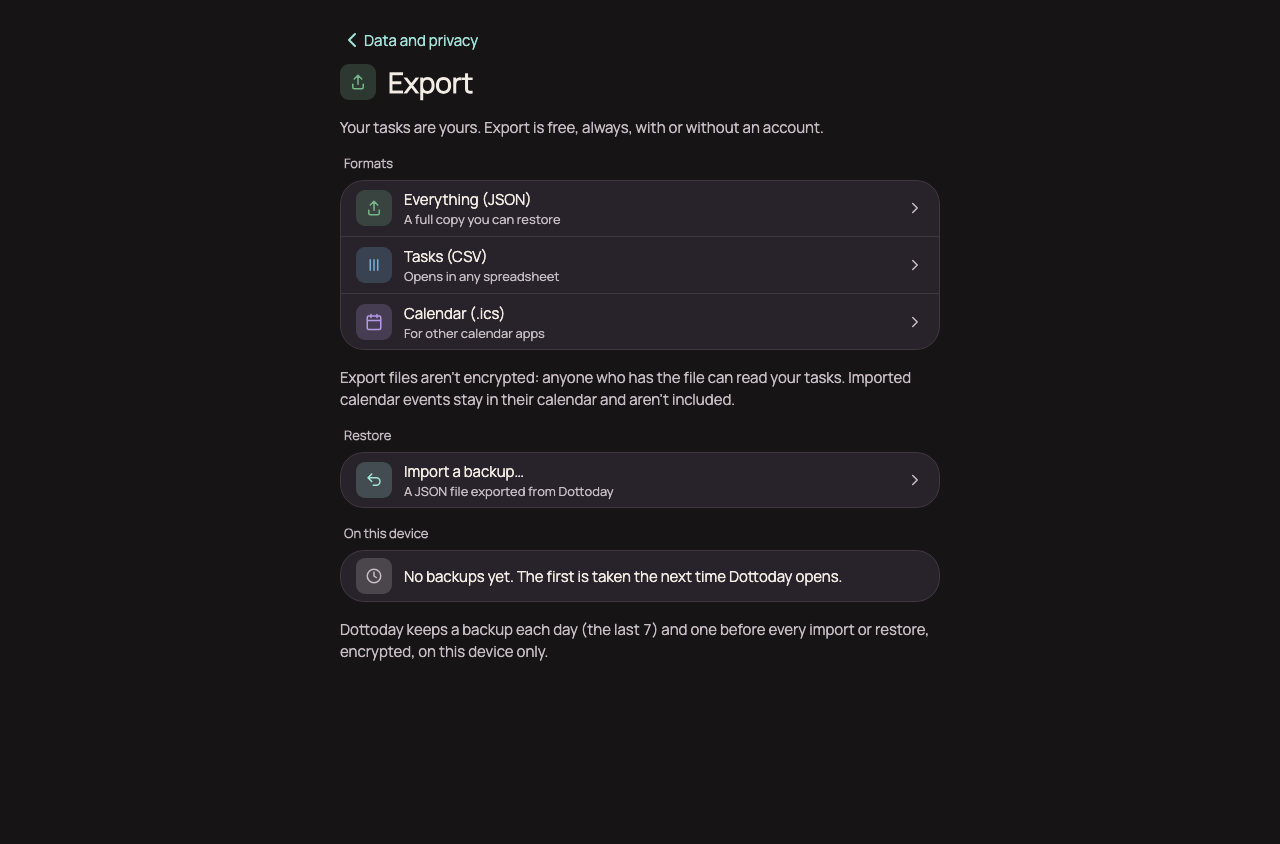 Data and privacy
Export
Your tasks are yours. Export is free, always, with or without an account.
Formats
Everything (JSON)
A full copy you can restore
Tasks (CSV)
Opens in any spreadsheet
Calendar (.ics)
For other calendar apps
Export files aren't encrypted: anyone who has the file can read your tasks. Imported
calendar events stay in their calendar and aren't included.
Restore
Import a backup…
A JSON file exported from Dottoday
On this device
No backups yet. The first is taken the next time Dottoday opens.
Dottoday keeps a backup each day (the last 7) and one before every import or restore,
encrypted, on this device only.